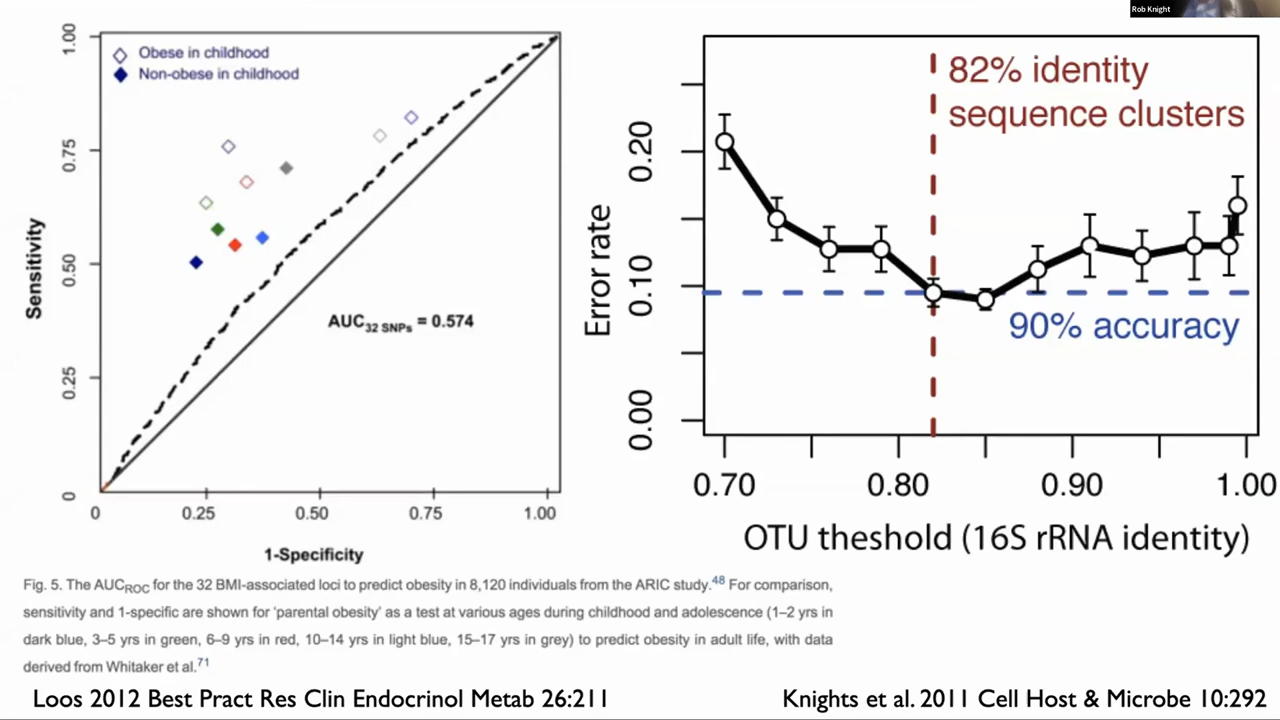 Rob Knight
1.00
0.75
0.50
0.25
0
Sensitivity
Obese in childhood
Non-obese in childhood
AUC32 SNPs = 0.574
0 0.25 0.50 0.75 1.00
1-Specificity
82% identity
sequence clusters
0.20
0.10
0.00
Error rate
90% accuracy
0.70 0.80 0.90 1.00
OTU theshold (16S rRNA identity)
Fig. 5. The AUCROC for the 32 BMI-associated loci to predict obesity in 8,120 individuals from the ARIC study.48 For comparison,
sensitivity and 1-specific are shown for ‘parental obesity’ as a test at various ages during childhood and adolescence (1–2 yrs in
dark blue, 3–5 yrs in green, 6–9 yrs in red, 10–14 yrs in light blue, 15–17 yrs in grey) to predict obesity in adult life, with data
derived from Whitaker et al.71
Loos 2012 Best Pract Res Clin Endocrinol Metab 26:211
Knights et al. 2011 Cell Host & Microbe 10:292